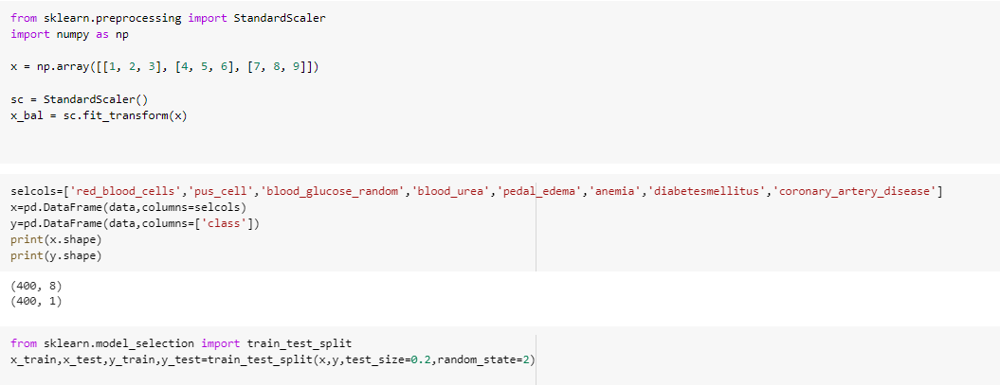 from sklearn.preprocessing import StandardScaler
import numpy as np
x = np.array([[1, 2, 3], [4, 5, 6], [7, 8, 9]])
sc = StandardScaler()
x_bal = sc.fit_transform(x)
selcols=['red_blood_cells','pus_cell','blood_glucose_random','blood_urea','pedal_edema','anemia','diabetesmellitus','coronary_artery_disease']
x=pd.DataFrame(data,columns=selcols)
y=pd.DataFrame(data,columns=['class'])
print(x.shape)
print(y.shape)
(400, 8)
(400, 1)
from sklearn.model_selection import train_test_split
x_train,x_test,y_train,y_test=train_test_split(x,y,test_size=0.2,random_state=2)